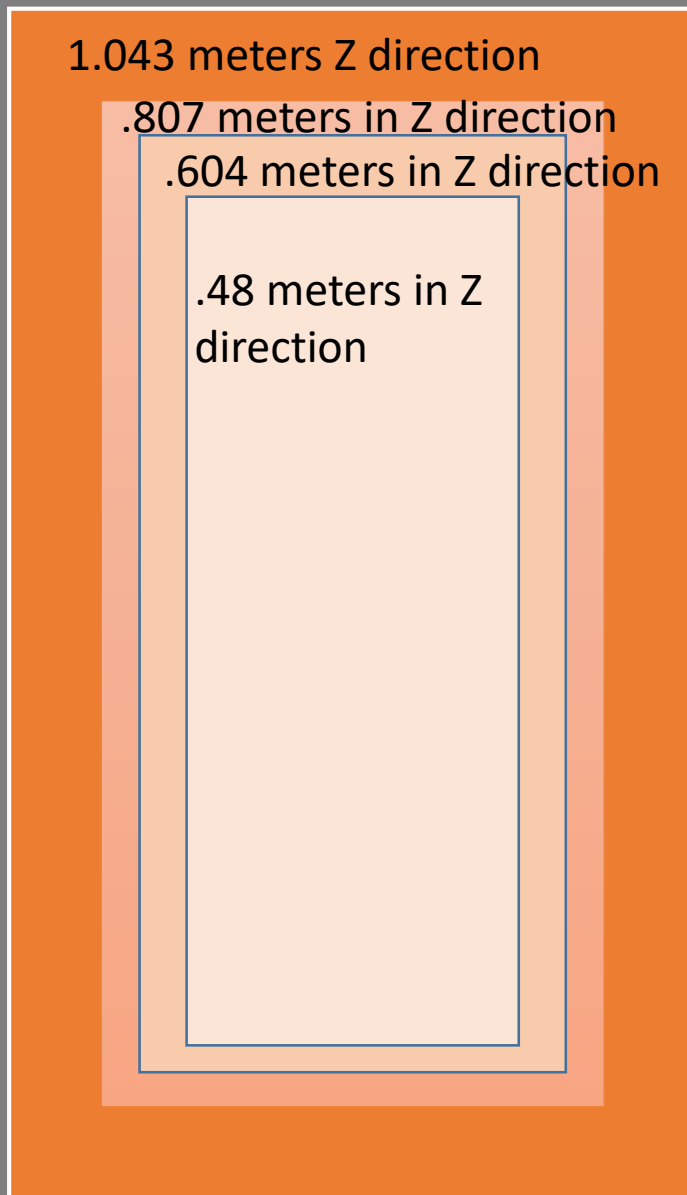 1.043 meters Z direction
.807 meters in Z direction
.604 meters in Z direction
.48 meters in Z
direction